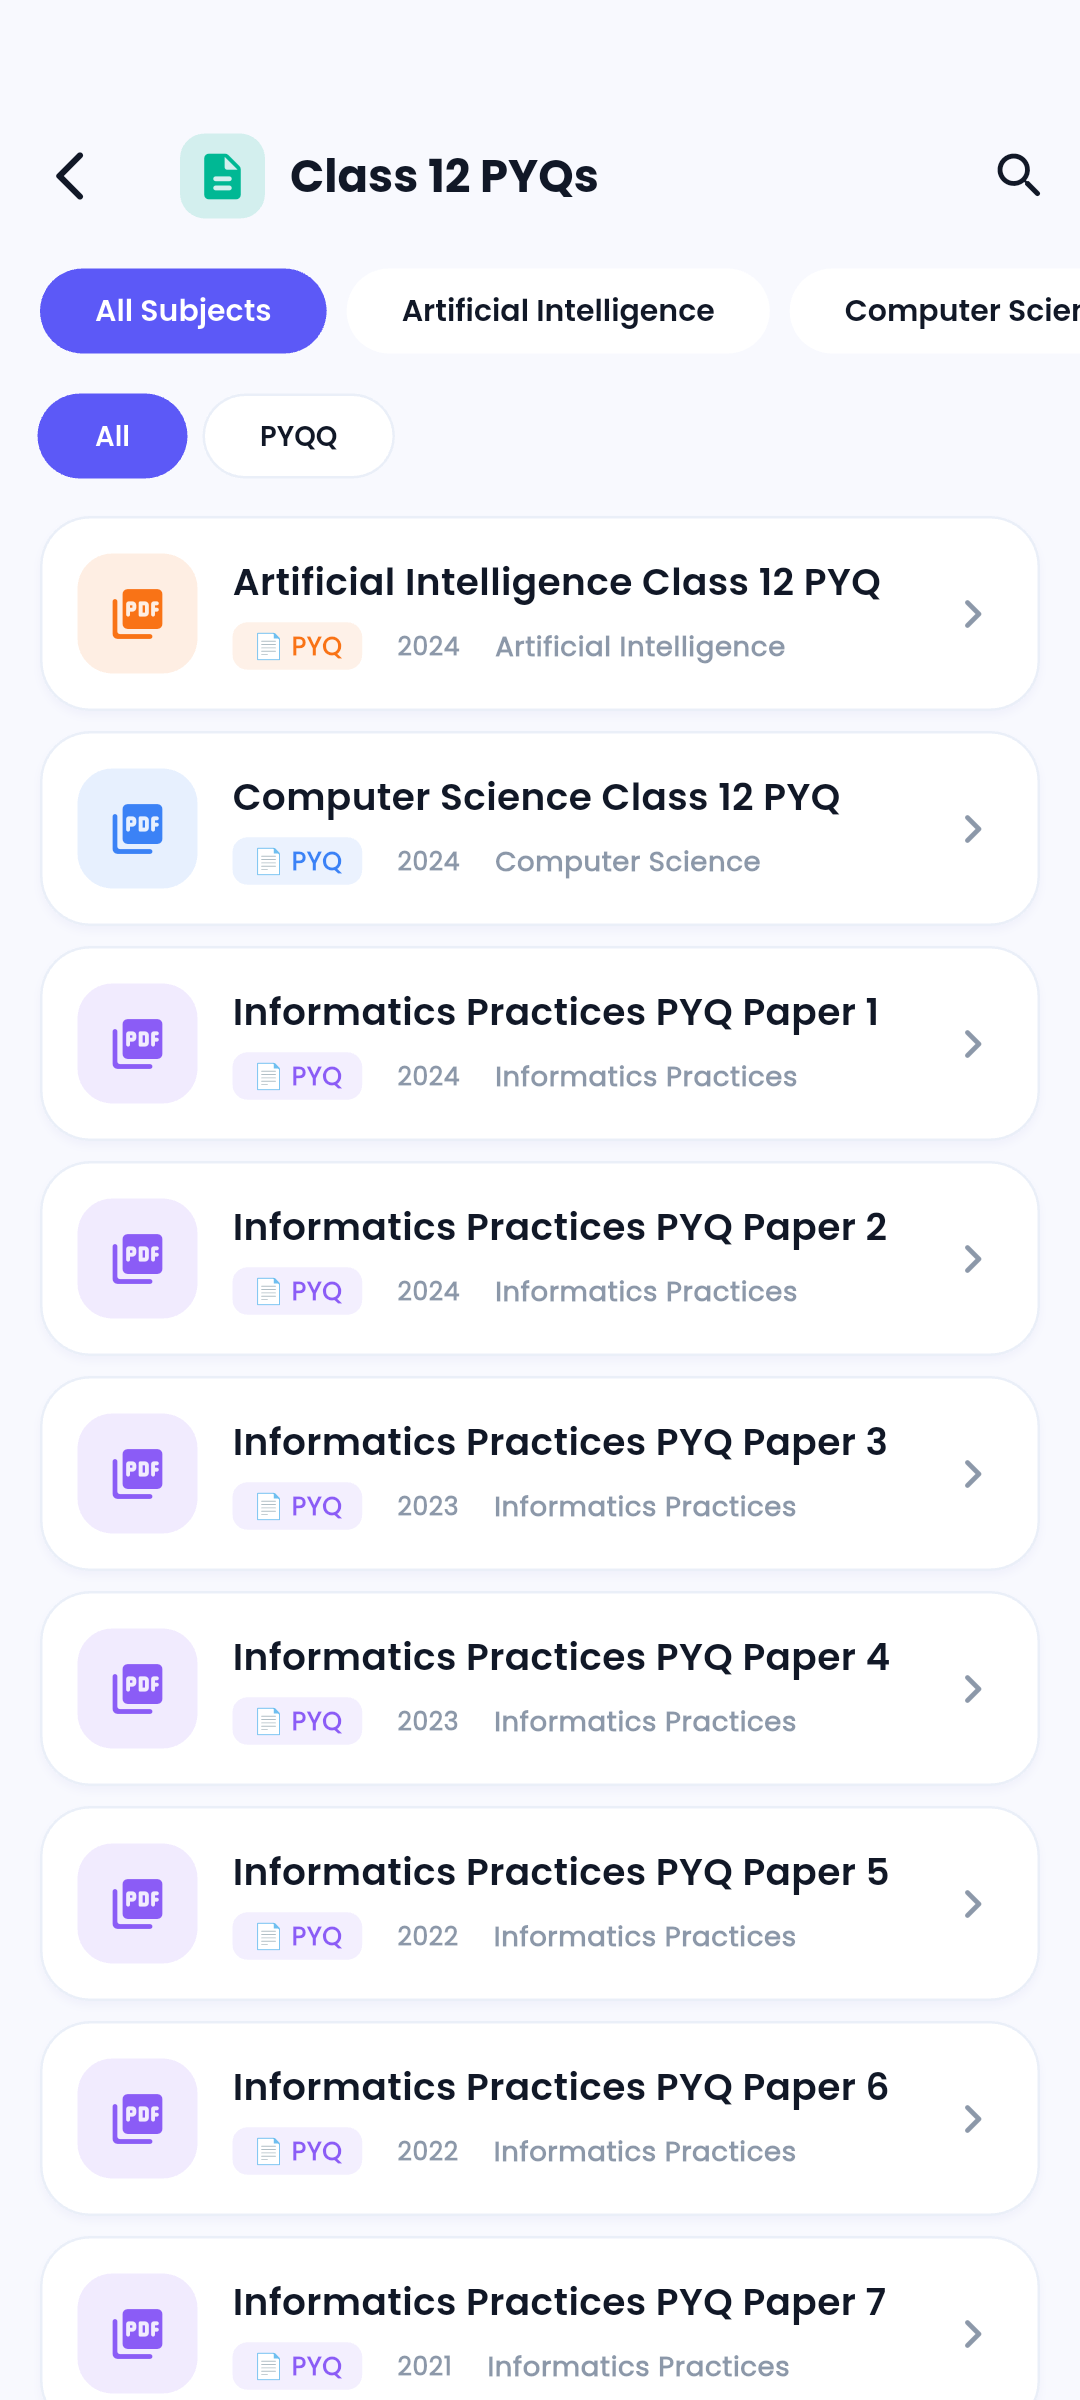 Class 12 PYQs
All Subjects Artificial Intelligence Computer Scien
All PYQQ
PDF Artificial Intelligence Class 12 PYQ
PYQ 2024 Artificial Intelligence
PDF Computer Science Class 12 PYQ
PYQ 2024 Computer Science
PDF Informatics Practices PYQ Paper 1
PYQ 2024 Informatics Practices
PDF Informatics Practices PYQ Paper 2
PYQ 2024 Informatics Practices
PDF Informatics Practices PYQ Paper 3
PYQ 2023 Informatics Practices
PDF Informatics Practices PYQ Paper 4
PYQ 2023 Informatics Practices
PDF Informatics Practices PYQ Paper 5
PYQ 2022 Informatics Practices
PDF Informatics Practices PYQ Paper 6
PYQ 2022 Informatics Practices
PDF Informatics Practices PYQ Paper 7
PYQ 2021 Informatics Practices